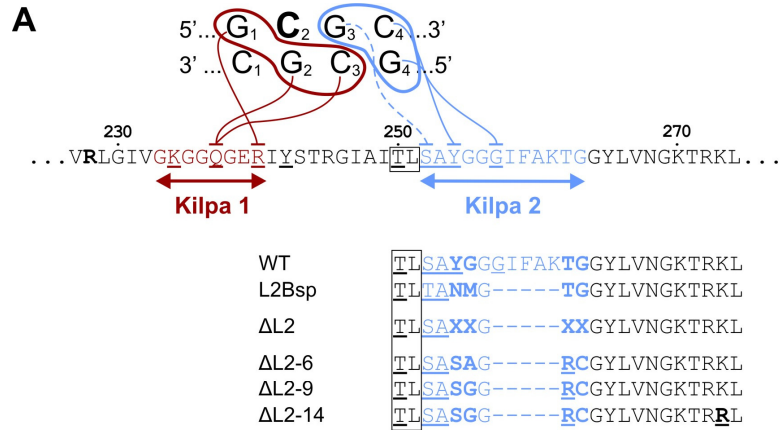 A
5’...G1 C2 G3 C4...3’
3’...C1 G2 C3 G4...5’
230 250 270
...VRLGIVGKGGQGERIYSTRGIAITLSAYGGGIFAKTGGYLVNGKTRKL...
Kilpa 1 Kilpa 2
WT TLSAYGGGIFAKTGGYLVNGKTRKL
L2Bsp TLTANMG-----TGGYLVNGKTRKL
ΔL2 TLSAXXG-----XXGYLVNGKTRKL
ΔL2-6 TLSASAG-----RCGYLVNGKTRKL
ΔL2-9 TLSASGG-----RCGYLVNGKTRKL
ΔL2-14 TLSASGG-----RCGYLVNGKTRRL